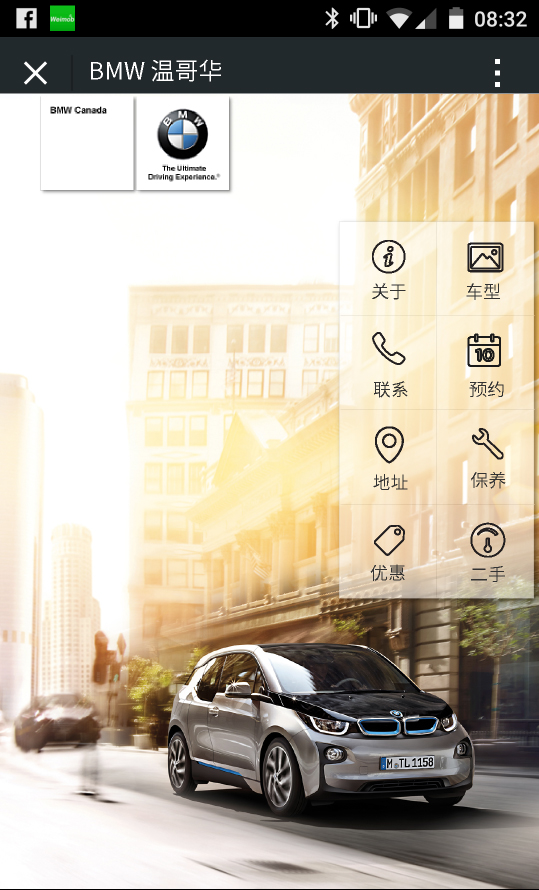 Weimob
08:32
BMW 温哥华
BMW Canada
BMW
The Ultimate
Driving Experience.®
关于
车型
联系
10
预约
地址
保养
优惠
二手
M TL 1158